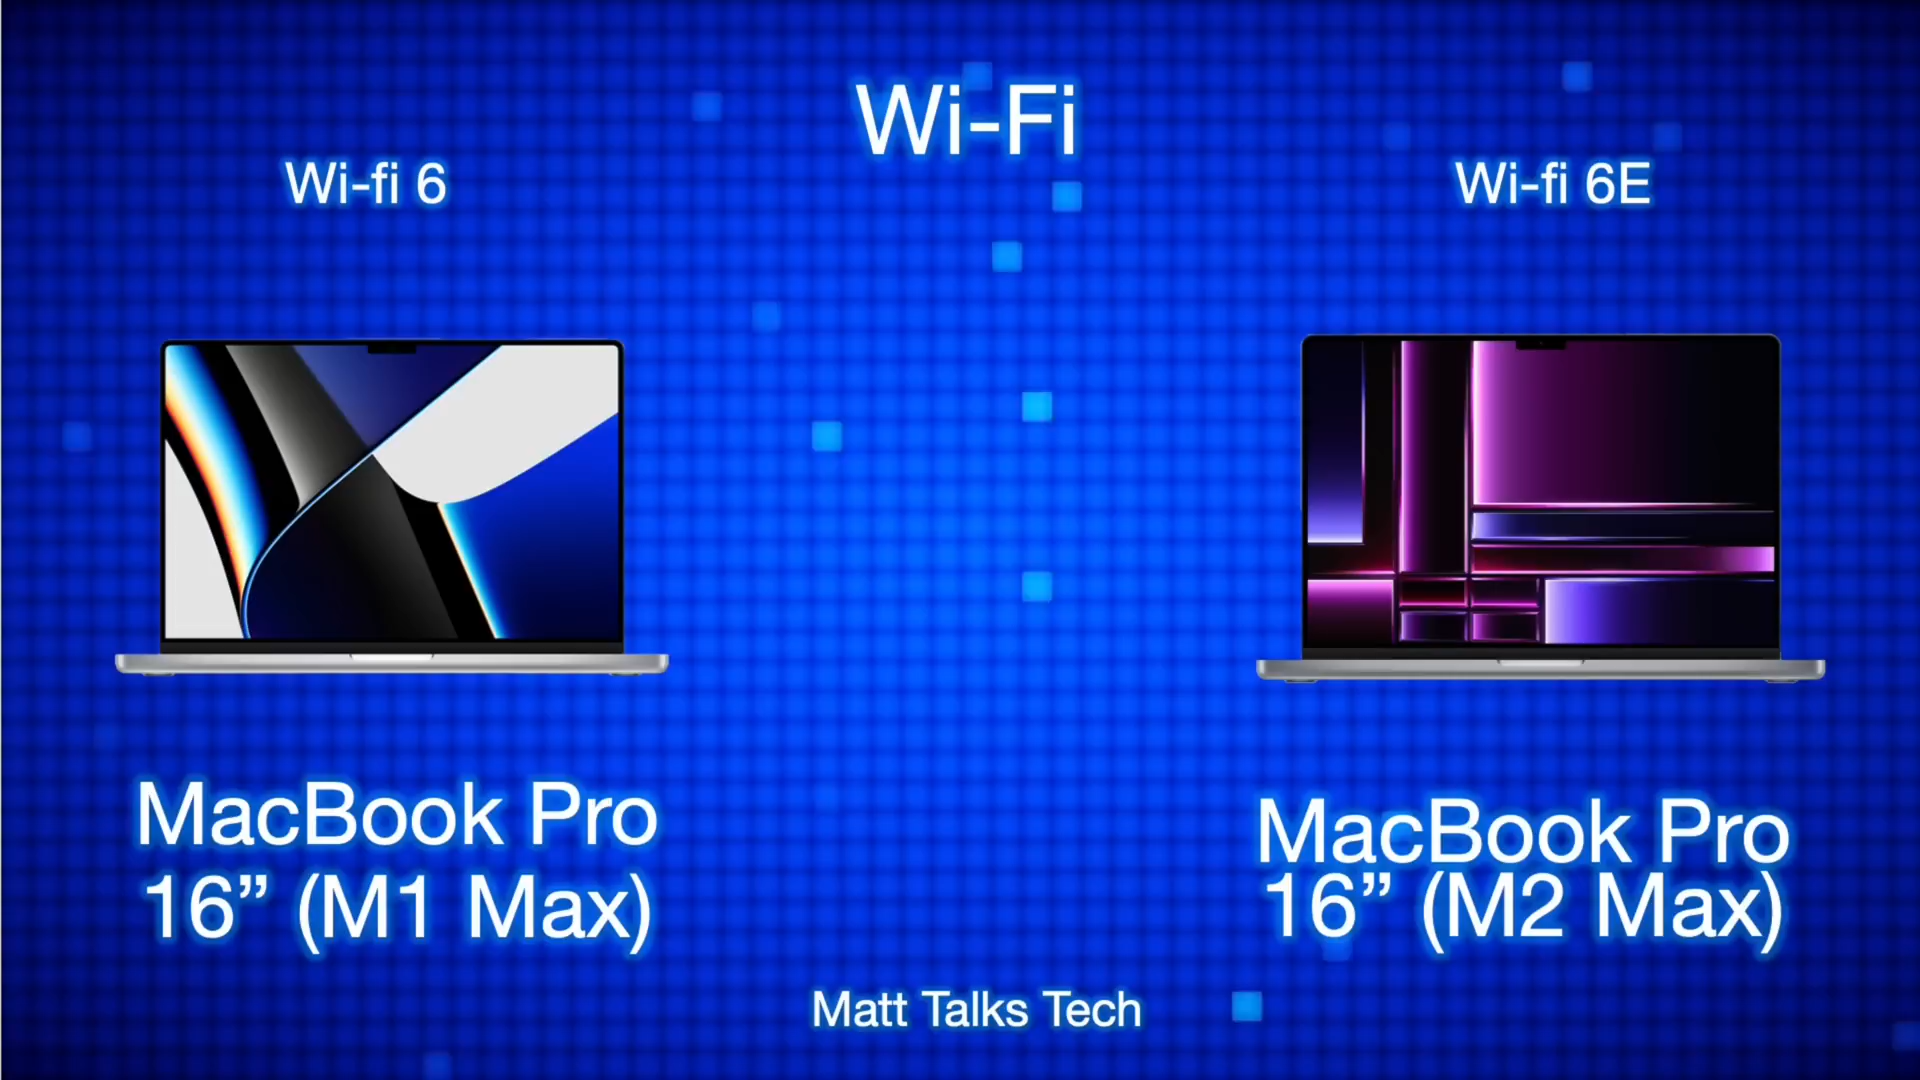 Wi-Fi
Wi-fi 6
Wi-fi 6E
MacBook Pro
16” (M1 Max)
MacBook Pro
16” (M2 Max)
Matt Talks Tech